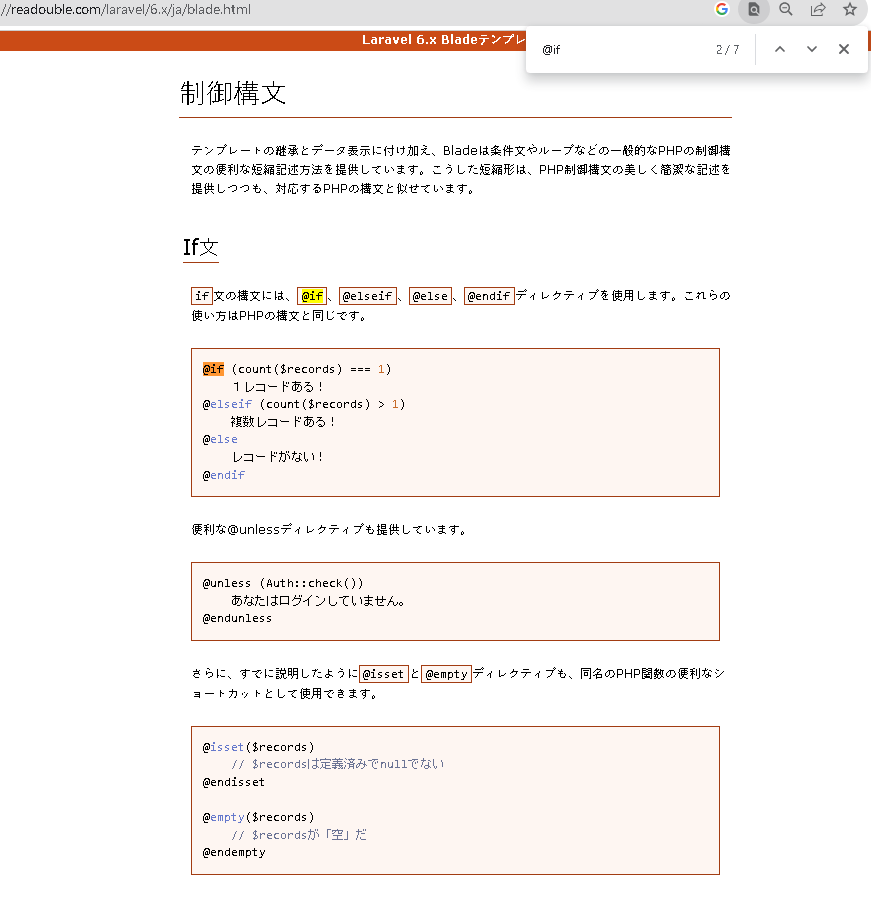 //readouble.com/laravel/6.x/ja/blade.html
Laravel 6.x Bladeテンプレ
@if 2/7
制御構文
テンプレートの継承とデータ表示に付け加え、Bladeは条件文やループなどの一般的なPHPの制御構
文の便利な短縮記述方法を提供しています。こうした短縮形は、PHP制御構文の美しく簡潔な記述を
提供しつつも、対応するPHPの構文と似せています。
If文
if文の構文には、@if、@elseif、@else、@endifディレクティブを使用します。これらの
使い方はPHPの構文と同じです。
@if (count($records) === 1)
１レコードある！
@elseif (count($records) > 1)
複数レコードある！
@else
レコードがない！
@endif
便利な@unlessディレクティブも提供しています。
@unless (Auth::check())
あなたはログインしていません。
@endunless
さらに、すでに説明したように@issetと@emptyディレクティブも、同名のPHP関数の便利なシ
ョートカットとして使用できます。
@isset($records)
// $recordsは定義済みでnullでない
@endisset
@empty($records)
// $recordsが「空」だ
@endempty